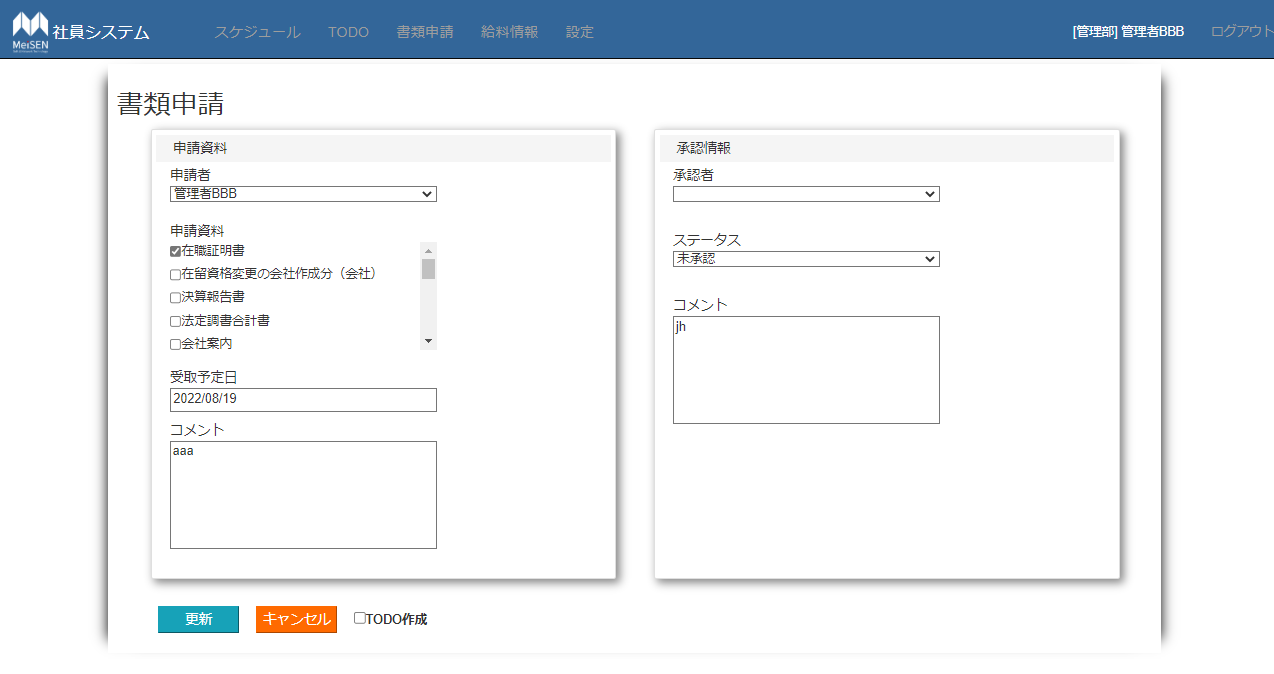 MeiSEN
社員システム
スケジュール
TODO
書類申請
給料情報
設定
[管理部] 管理者BBB
ログアウト
書類申請
申請資料
申請者
管理者BBB
申請資料
在職証明書
在留資格変更の会社作成分（会社）
決算報告書
法定調書合計書
会社案内
受取予定日
2022/08/19
コメント
aaa
承認情報
承認者
ステータス
未承認
コメント
jh
更新
キャンセル
TODO作成